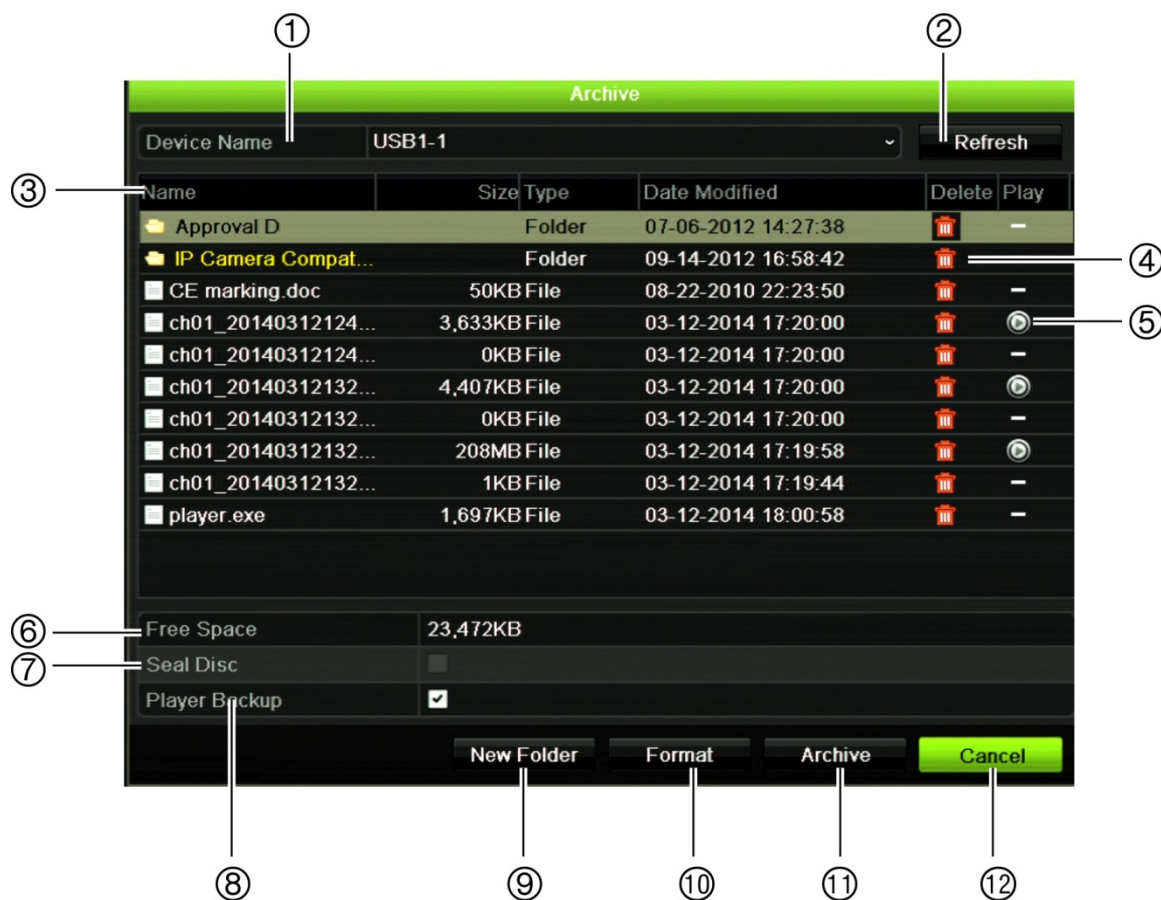 ① ②
Archive
Device Name USB1-1 Refresh
③ Name Size Type Date Modified Delete Play
Approval D Folder 07-06-2012 14:27:38
IP Camera Compat... Folder 09-14-2012 16:58:42 ④
CE marking.doc 50KB File 08-22-2010 22:23:50
ch01_20140312124... 3,633KB File 03-12-2014 17:20:00 ⑤
ch01_20140312124... 0KB File 03-12-2014 17:20:00
ch01_20140312132... 4,407KB File 03-12-2014 17:20:00
ch01_20140312132... 0KB File 03-12-2014 17:20:00
ch01_20140312132... 208MB File 03-12-2014 17:19:58
ch01_20140312132... 1KB File 03-12-2014 17:19:44
player.exe 1,697KB File 03-12-2014 18:00:58
⑥ Free Space 23,472KB
⑦ Seal Disc
Player Backup
New Folder Format Archive Cancel
⑧ ⑨ ⑩ ⑪ ⑫